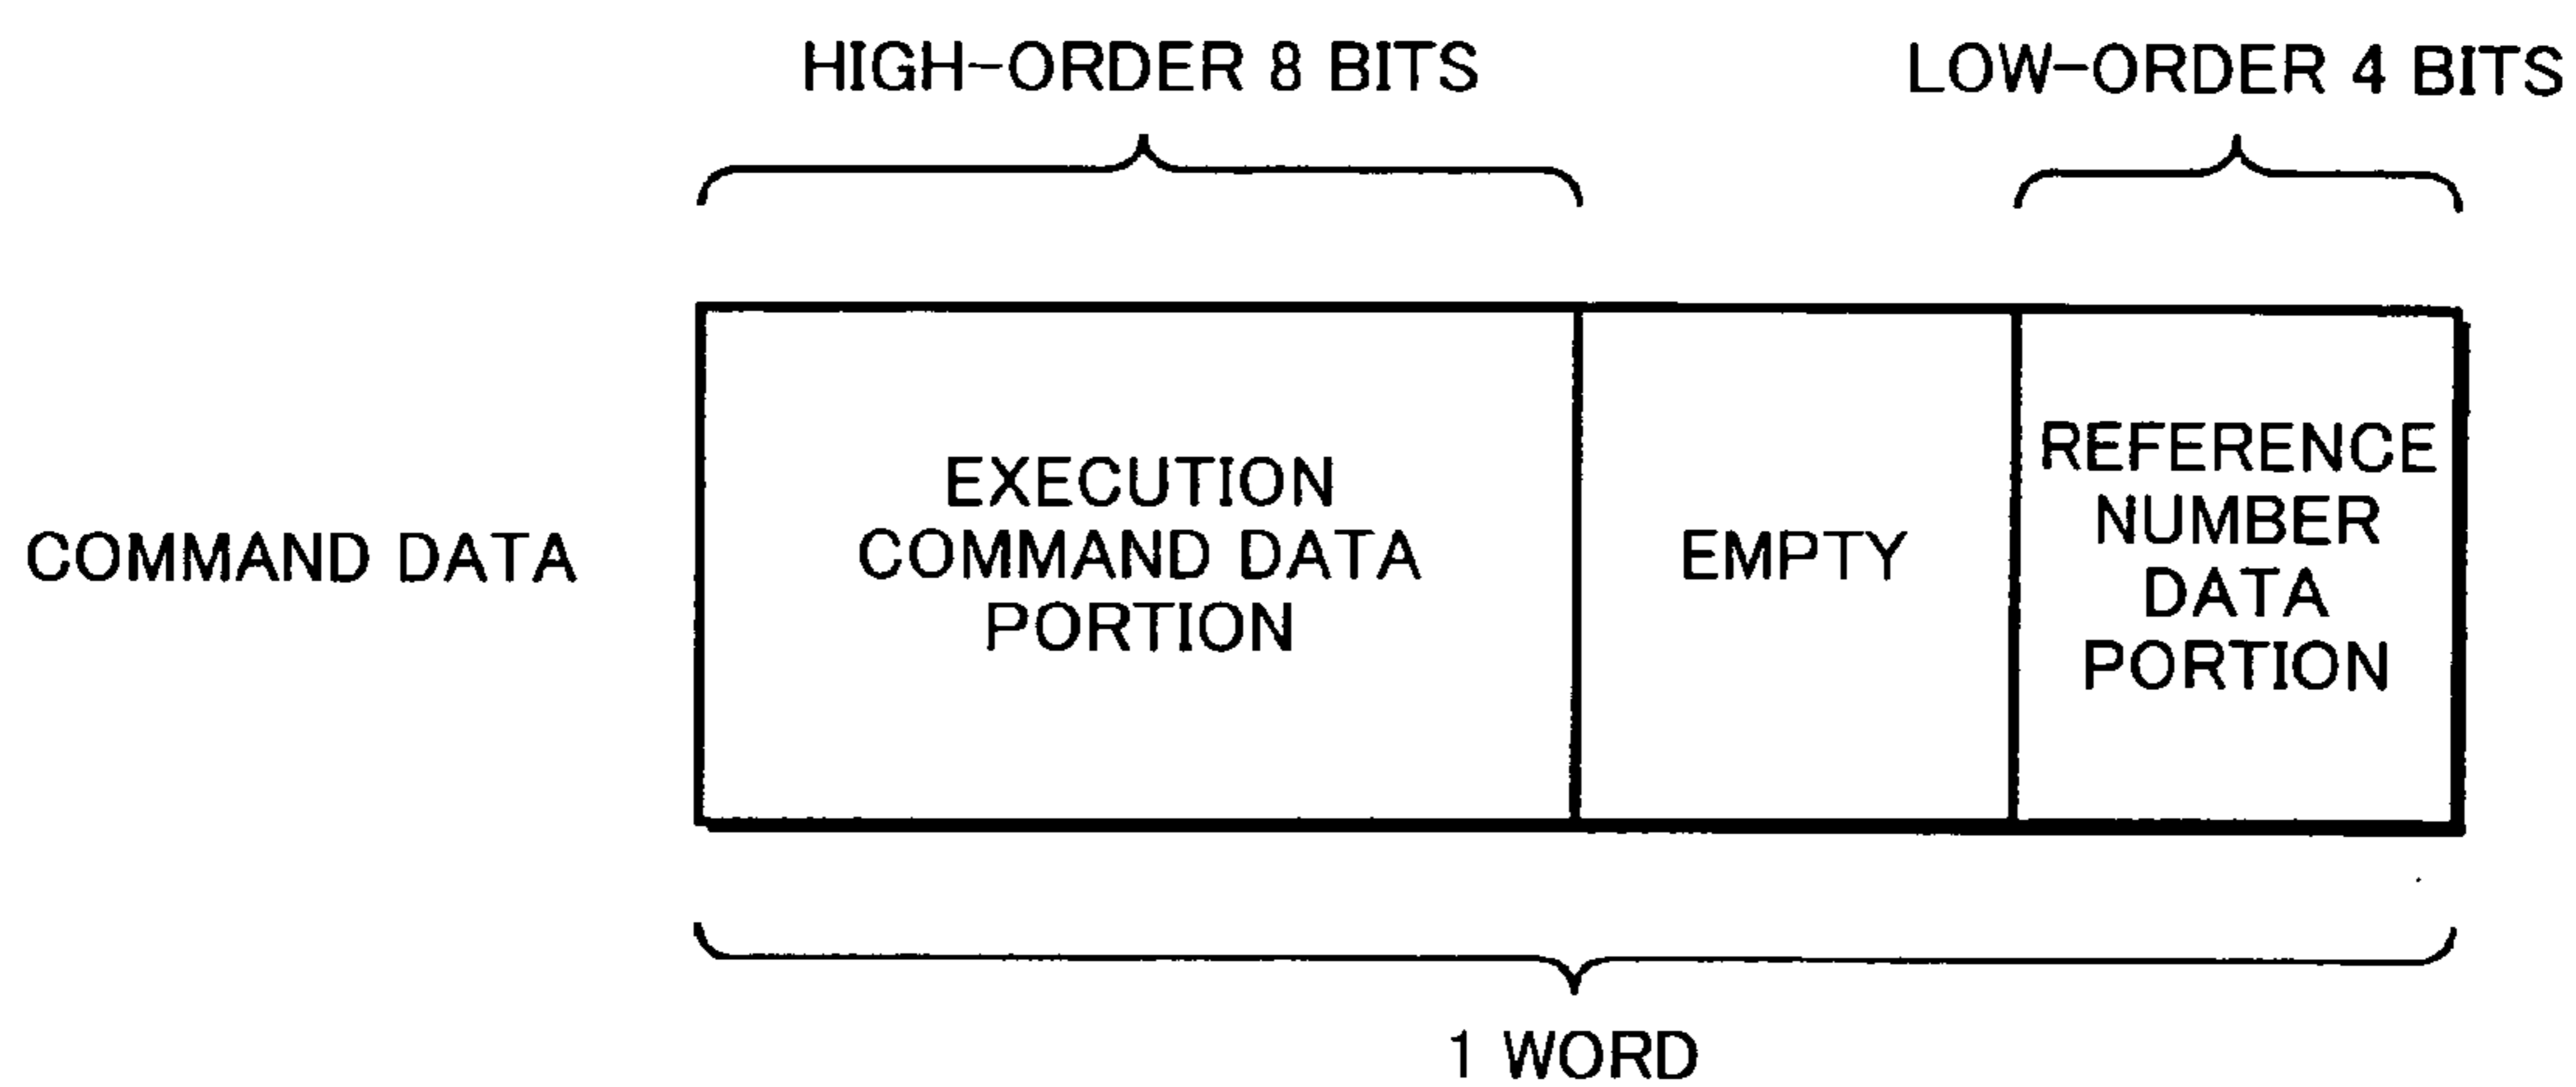 HIGH-ORDER 8 BITS
LOW-ORDER 4 BITS
COMMAND DATA
EXECUTION
COMMAND DATA
PORTION
EMPTY
REFERENCE
NUMBER
DATA
PORTION
1 WORD